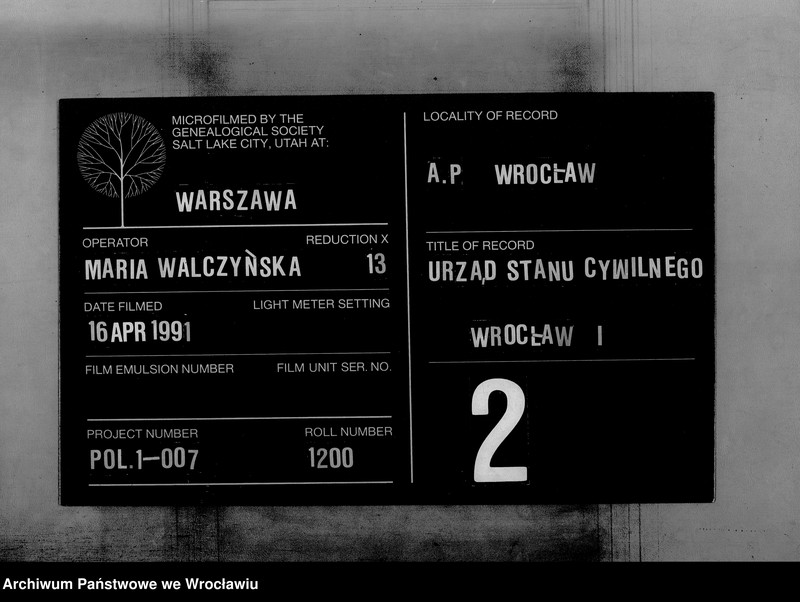 MICROFILMED BY THE
GENEALOGICAL SOCIETY
SALT LAKE CITY, UTAH AT:
WARSZAWA
OPERATOR
REDUCTION X
MARIA WALCZYŃSKA
13
DATE FILMED
LIGHT METER SETTING
16 APR 1991
FILM EMULSION NUMBER
FILM UNIT SER. NO.
PROJECT NUMBER
ROLL NUMBER
POL.1-007
1200
LOCALITY OF RECORD
A.P. WROCŁAW
TITLE OF RECORD
URZĄD STANU CYWILNEGO
WROCŁAW I
2
Archiwum Państwowe we Wrocławiu